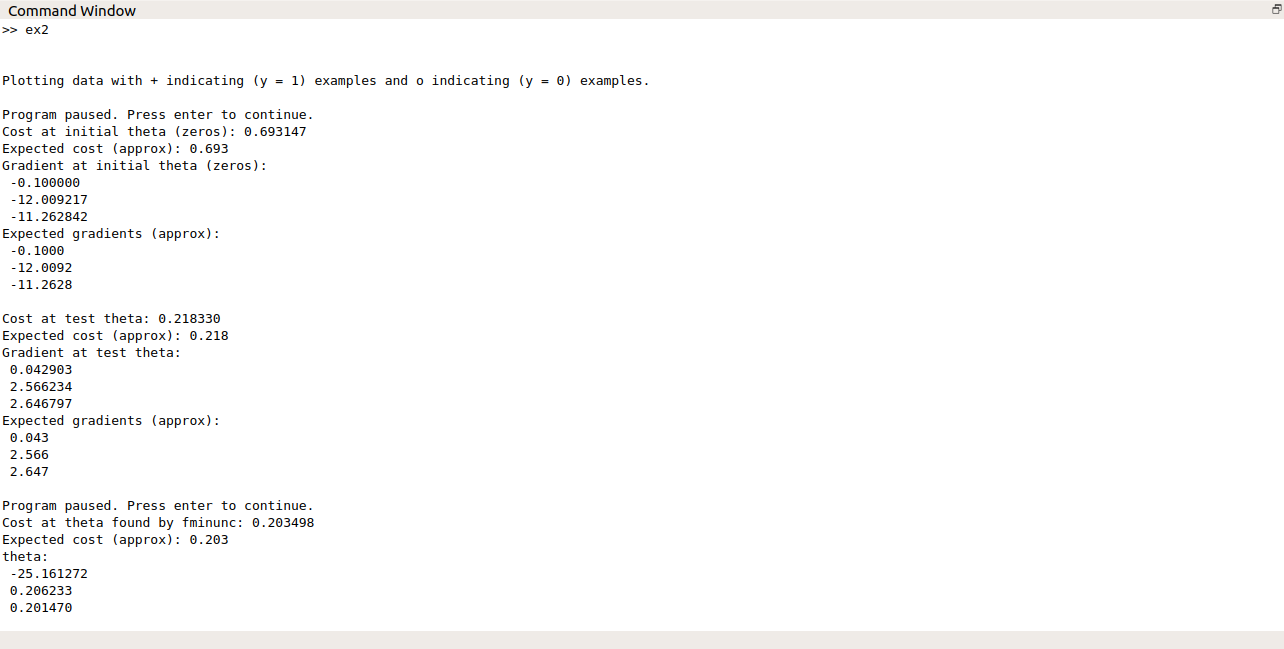 Command Window
>> ex2
Plotting data with + indicating (y = 1) examples and o indicating (y = 0) examples.
Program paused. Press enter to continue.
Cost at initial theta (zeros): 0.693147
Expected cost (approx): 0.693
Gradient at initial theta (zeros):
-0.100000
-12.009217
-11.262842
Expected gradients (approx):
-0.1000
-12.0092
-11.2628
Cost at test theta: 0.218330
Expected cost (approx): 0.218
Gradient at test theta:
0.042903
2.566234
2.646797
Expected gradients (approx):
0.043
2.566
2.647
Program paused. Press enter to continue.
Cost at theta found by fminunc: 0.203498
Expected cost (approx): 0.203
theta:
-25.161272
0.206233
0.201470